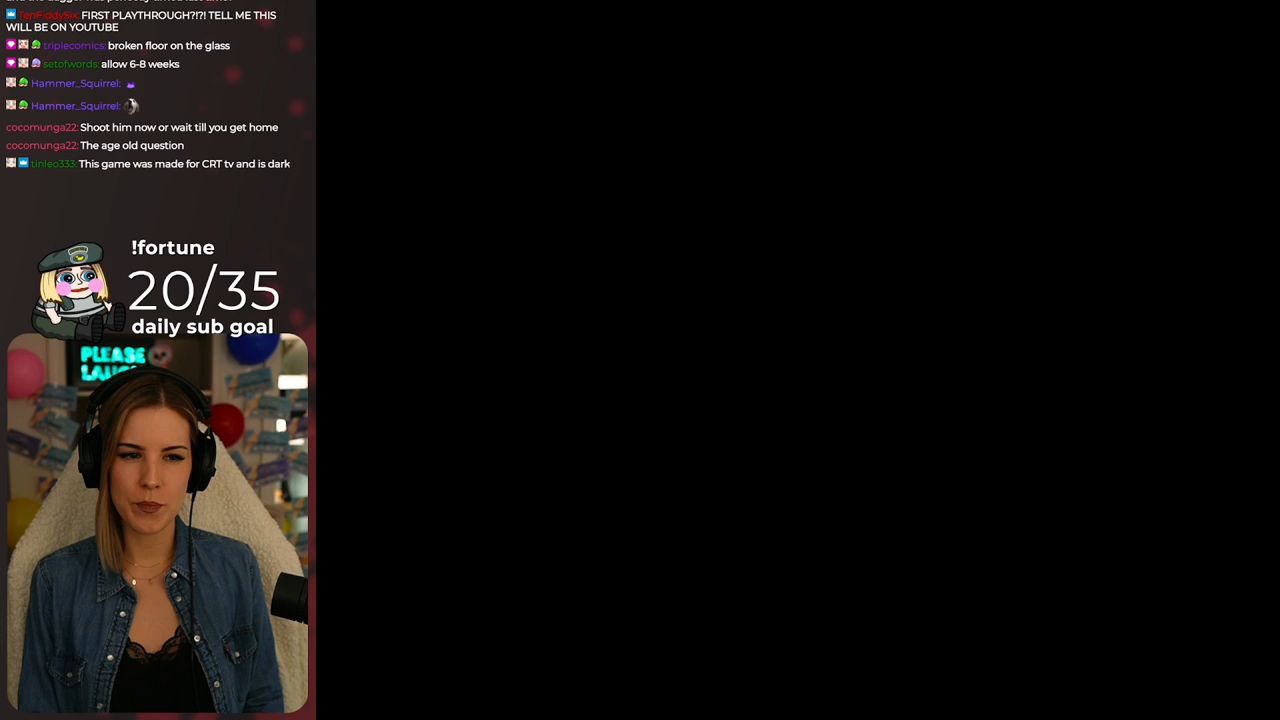 TenFiddySix: FIRST PLAYTHROUGH?!?! TELL ME THIS
WILL BE ON YOUTUBE
triplecomics: broken floor on the glass
setofwords: allow 6-8 weeks
Hammer_Squirrel:
Hammer_Squirrel:
cocomunga22: Shoot him now or wait till you get home
cocomunga22: The age old question
tinleo333: This game was made for CRT tv and is dark
!fortune
20/35
daily sub goal
PLEASE